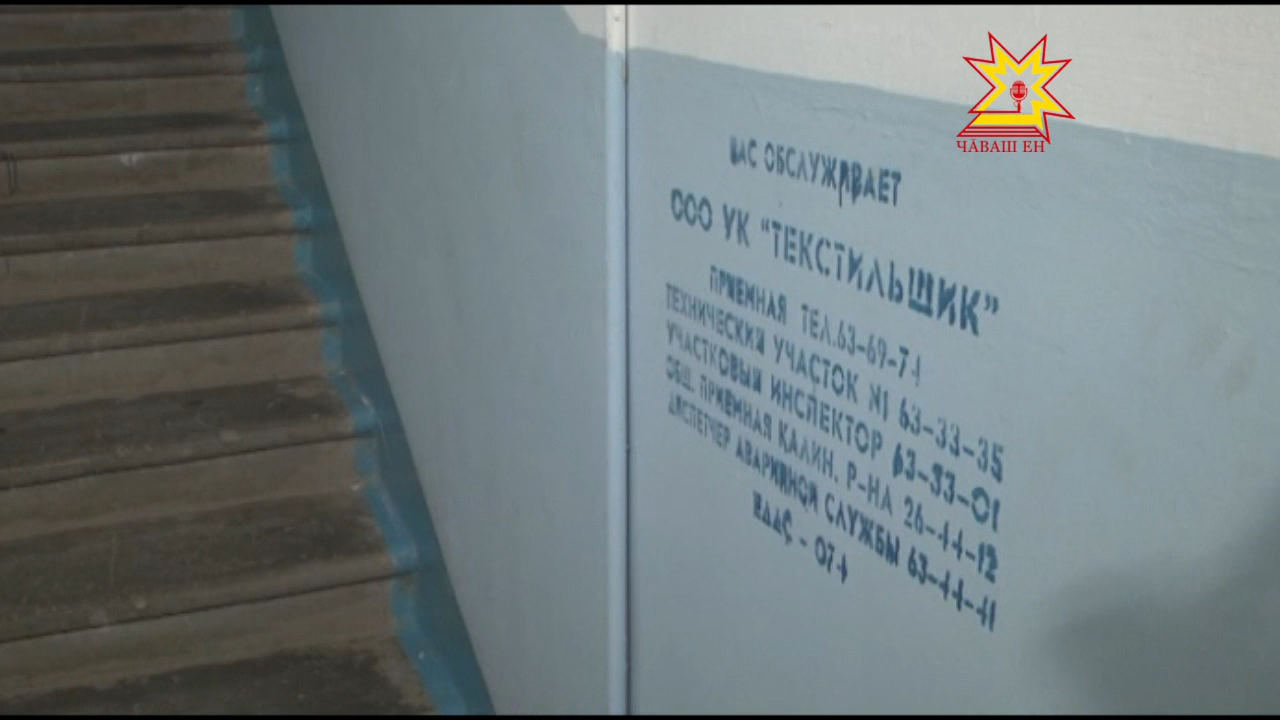 ЧӐВАШ ЕН
ВАС ОБСЛУЖИВАЕТ
ООО УК "ТЕКСТИЛЬЩИК"
ПРИЕМНАЯ ТЕЛ.63-69-74
ТЕХНИЧЕСКИЙ УЧАСТОК №1 63-33-35
УЧАСТКОВЫЙ ИНСПЕКТОР 63-33-01
ОБЩ. ПРИЕМНАЯ КАЛИН. Р-НА 26-44-12
ДИСПЕТЧЕР АВАРИЙНОЙ СЛУЖБЫ 63-44-41
ЕДДС - 074